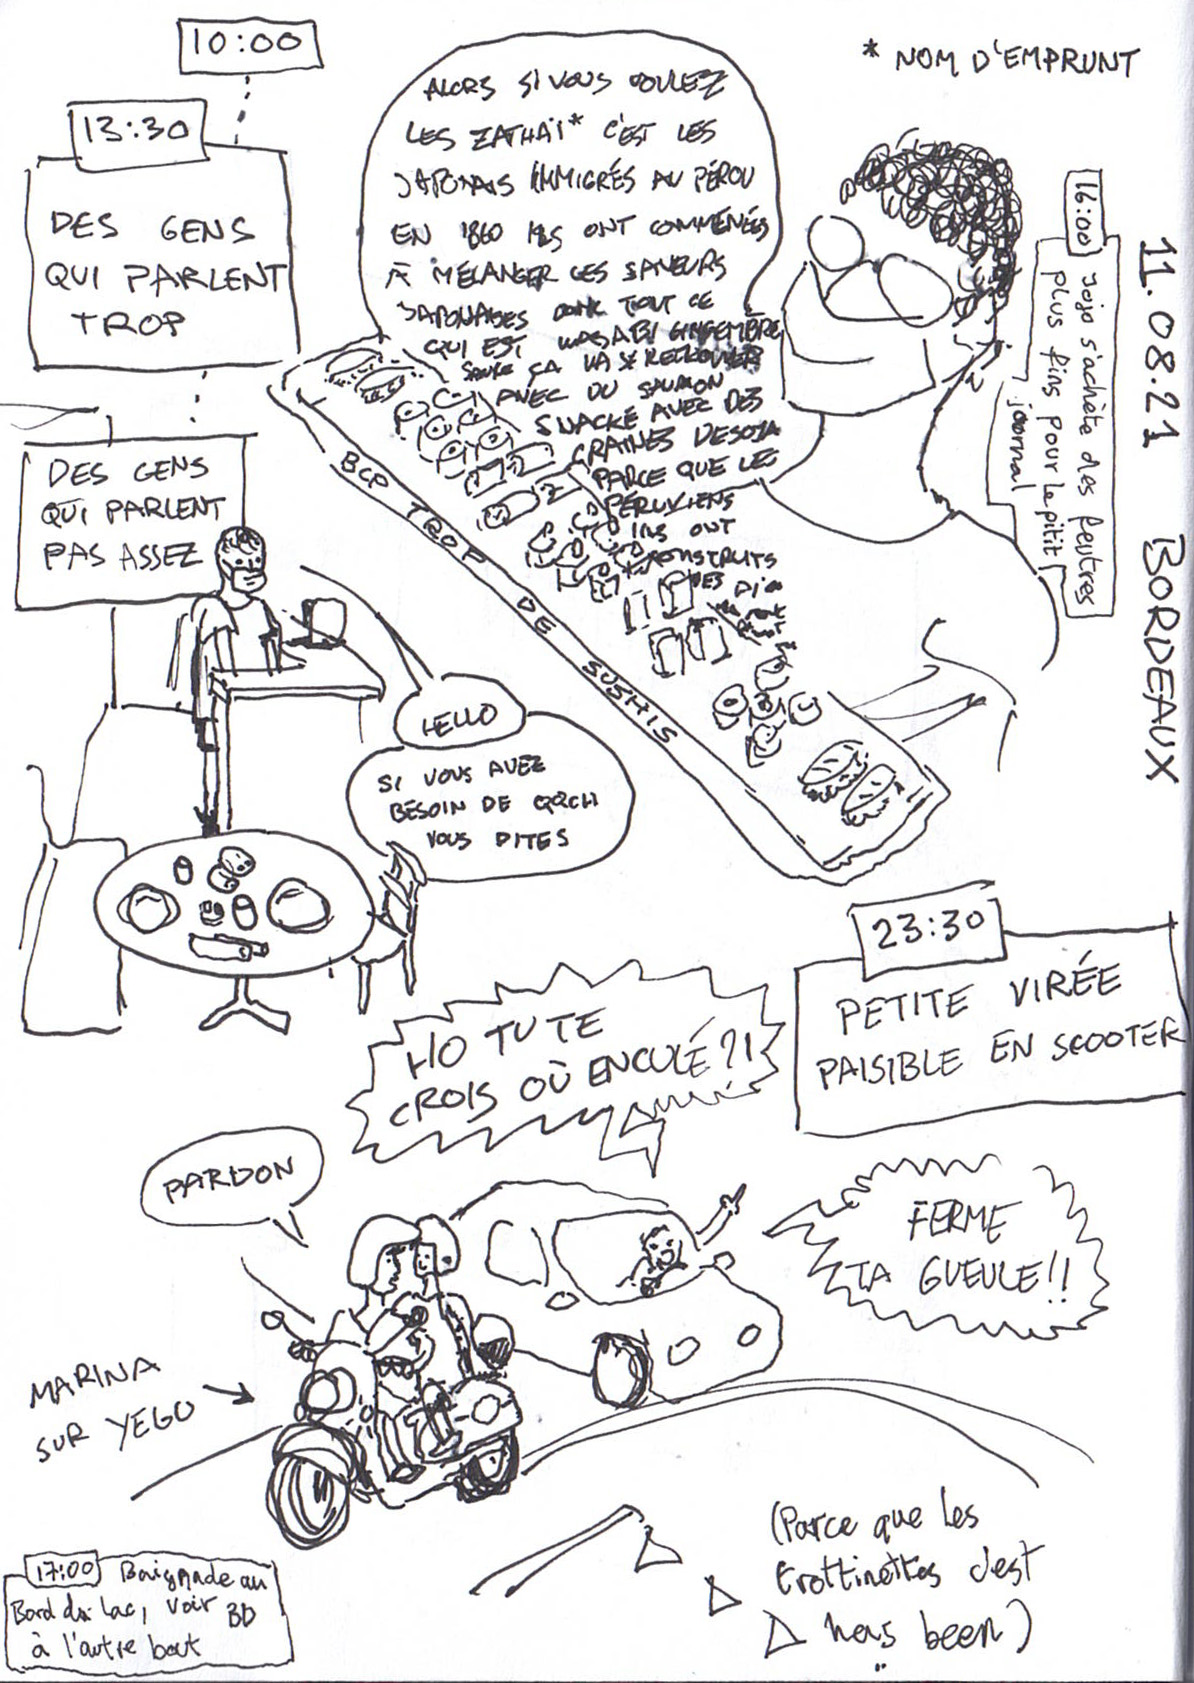 10:00
* NOM D'EMPRUNT
13:30
DES GENS
QUI PARLENT
TROP
ALORS SI VOUS VOULEZ
LES ZATHAÏ* C'EST LES
JAPONAIS IMMIGRÉS AU PÉROU
EN 1860 ILS ONT COMMENCÉS
À MÉLANGER CES SAVEURS
JAPONAISES DONC TOUT CE
QUI EST WASABI GINGEMBRE
SAUCE ÇA VA SE RETROUVER
AVEC DU SAUMON
SNACKÉ AVEC DES
GRAINES DE SOJA
PARCE QUE LES
PÉRUVIENS
ILS ONT
CONSTRUITS
DES
BCP TROP DE SUSHIS
16:00 Jojo s'achète des feutres
plus fins pour le pitit
journal
11.08.21 BORDEAUX
DES GENS
QUI PARLENT
PAS ASSEZ
HELLO
SI VOUS AVEZ
BESOIN DE QQCH
VOUS DITES
23:30
PETITE VIRÉE
PAISIBLE EN SCOOTER
HO TU TE
CROIS OÙ ENCULÉ?!
PARDON
FERME
TA GUEULE!!
MARINA
SUR YEGO
(Parce que les
trottinettes c'est
has been)
17:00 Baignade au
Bord du lac, voir BD
à l'autre bout